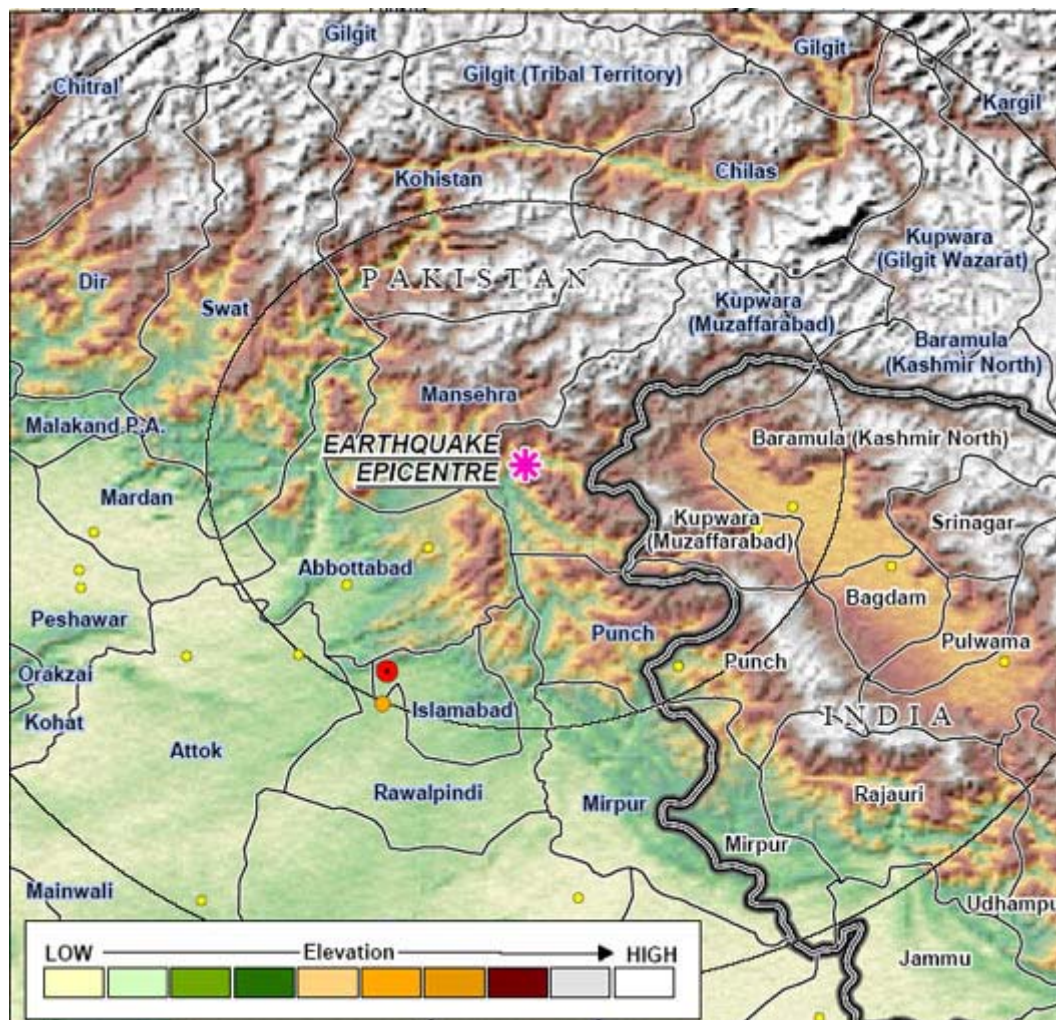 Gilgit
Gilgit
Chitral
Gilgit (Tribal Territory)
Kargil
Kohistan
Chilas
Kupwara
(Gilgit Wazarat)
Dir
PAKISTAN
Swat
Kupwara
(Muzaffarabad)
Baramula
(Kashmir North)
Mansehra
Malakand P.A.
EARTHQUAKE
EPICENTRE
Baramula (Kashmir North)
Mardan
Kupwara
(Muzaffarabad)
Srinagar
Abbottabad
Bagdam
Peshawar
Punch
Pulwama
Punch
Orakzai
Kohat
Islamabad
INDIA
Attok
Rawalpindi
Mirpur
Rajauri
Mirpur
Mainwali
Udhampu
LOW
Elevation
HIGH
Jammu